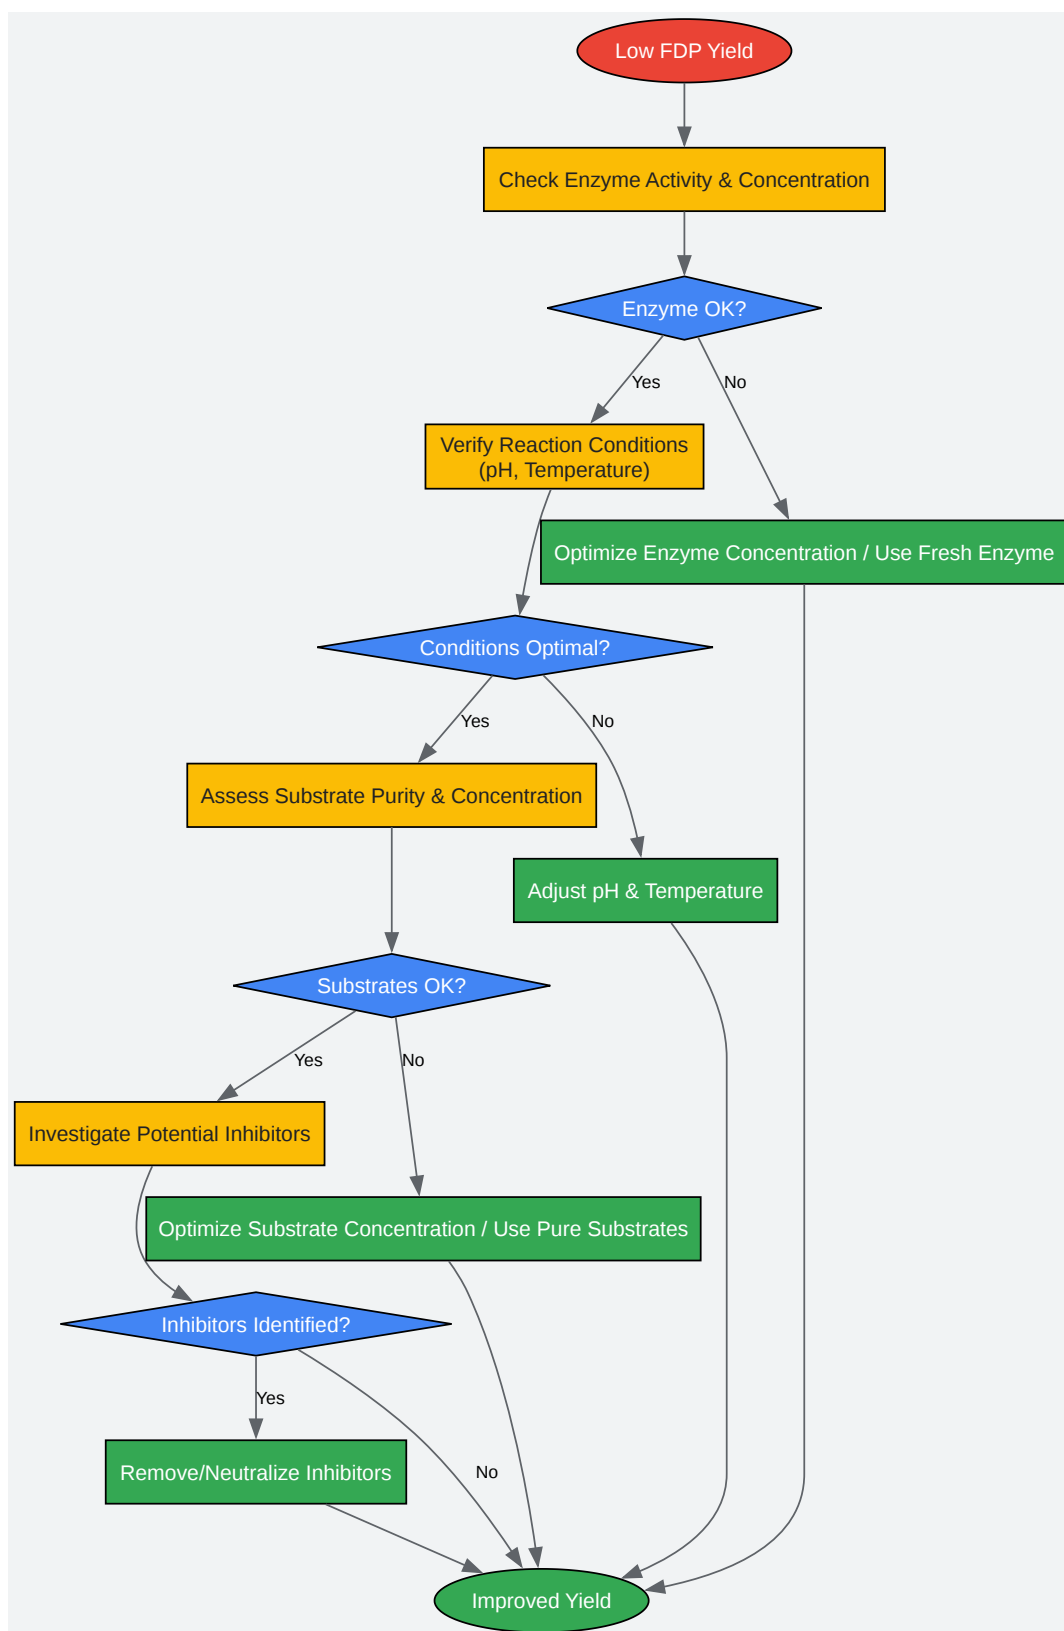 Low FDP Yield
Check Enzyme Activity & Concentration
Enzyme OK?
Yes
No
Verify Reaction Conditions
(pH, Temperature)
Optimize Enzyme Concentration / Use Fresh Enzyme
Conditions Optimal?
Yes
No
Assess Substrate Purity & Concentration
Adjust pH & Temperature
Substrates OK?
Yes
No
Investigate Potential Inhibitors
Optimize Substrate Concentration / Use Pure Substrates
Inhibitors Identified?
Yes
No
Remove/Neutralize Inhibitors
Improved Yield